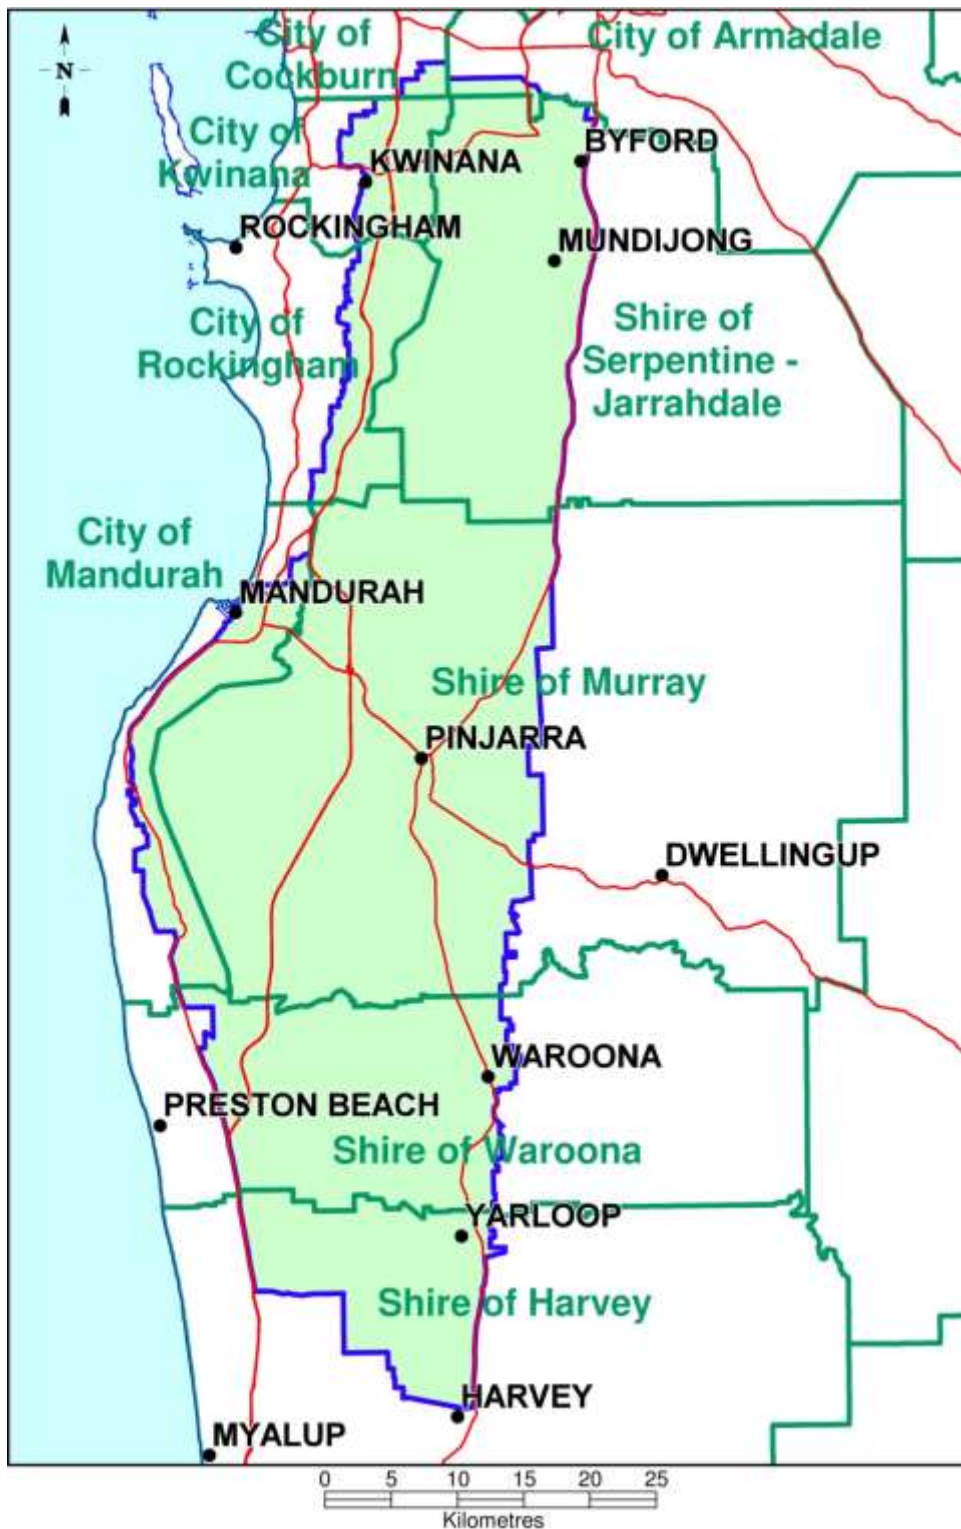 City of
Cockburn
City of Armadale
N
City of
Kwinana
BYFORD
KWINANA
ROCKINGHAM
MUNDIJONG
City of
Rockingham
Shire of
Serpentine -
Jarrahdale
City of
Mandurah
MANDURAH
Shire of Murray
PINJARRA
DWELLINGUP
WAROONA
PRESTON BEACH
Shire of Waroona
YARLOOP
Shire of Harvey
HARVEY
MYALUP
0 5 10 15 20 25
Kilometres